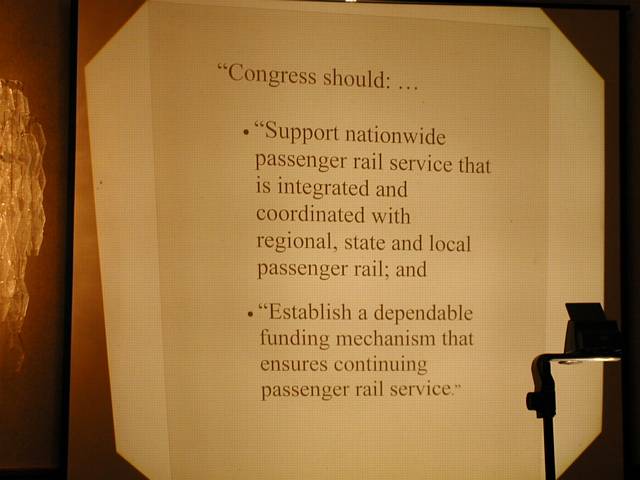 “Congress should: …
• “Support nationwide
passenger rail service that
is integrated and
coordinated with
regional, state and local
passenger rail; and
• “Establish a dependable
funding mechanism that
ensures continuing
passenger rail service.”